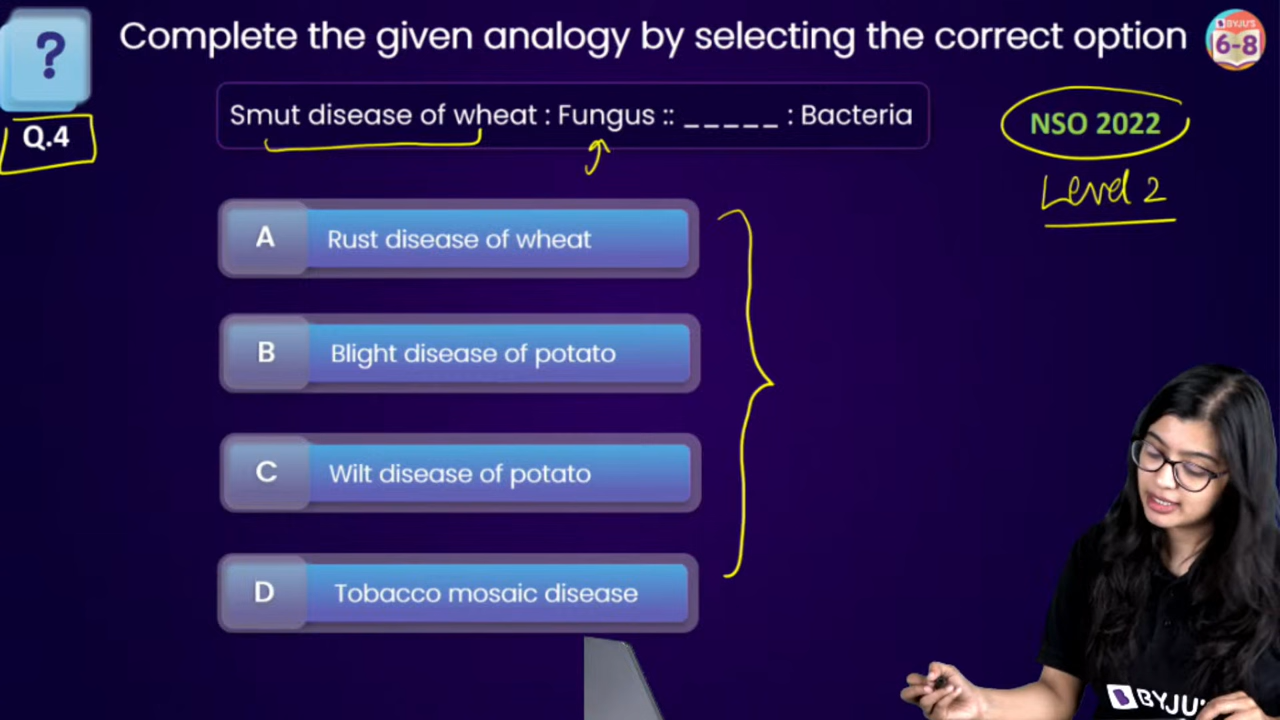 ?
Complete the given analogy by selecting the correct option
BYJU'S
6-8
Q.4
Smut disease of wheat : Fungus :: _____ : Bacteria
NSO 2022
Level 2
A
Rust disease of wheat
B
Blight disease of potato
C
Wilt disease of potato
D
Tobacco mosaic disease
BYJU'